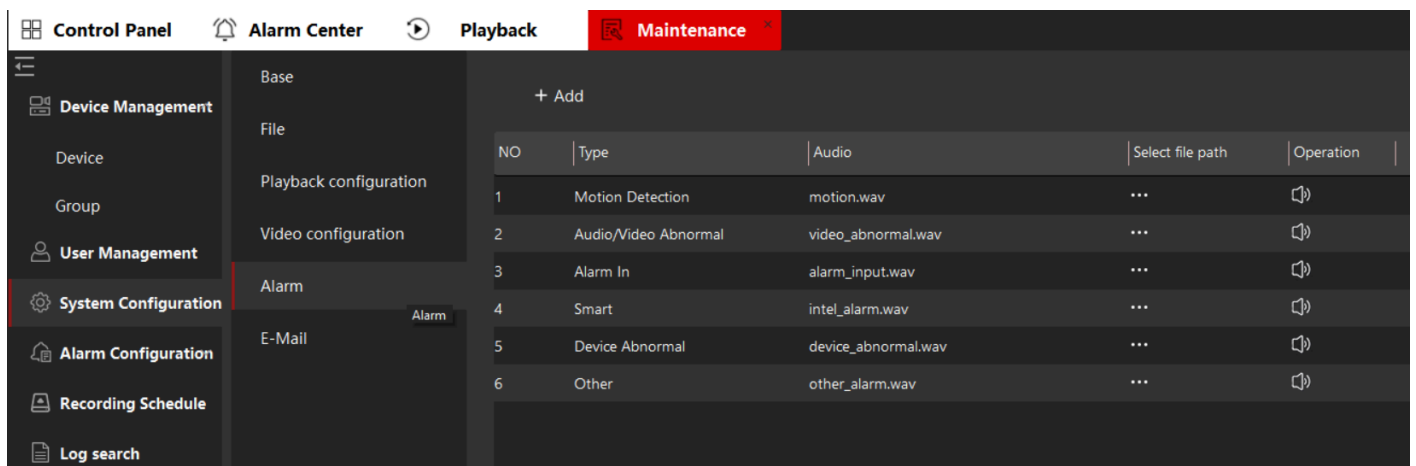 Control Panel Alarm Center Playback Maintenance ×
Device Management
Device
Group
User Management
System Configuration
Alarm Configuration
Recording Schedule
Log search
Base
File
Playback configuration
Video configuration
Alarm
Alarm
E-Mail
+ Add
NO Type Audio Select file path Operation
1 Motion Detection motion.wav ...
2 Audio/Video Abnormal video_abnormal.wav ...
3 Alarm In alarm_input.wav ...
4 Smart intel_alarm.wav ...
5 Device Abnormal device_abnormal.wav ...
6 Other other_alarm.wav ...